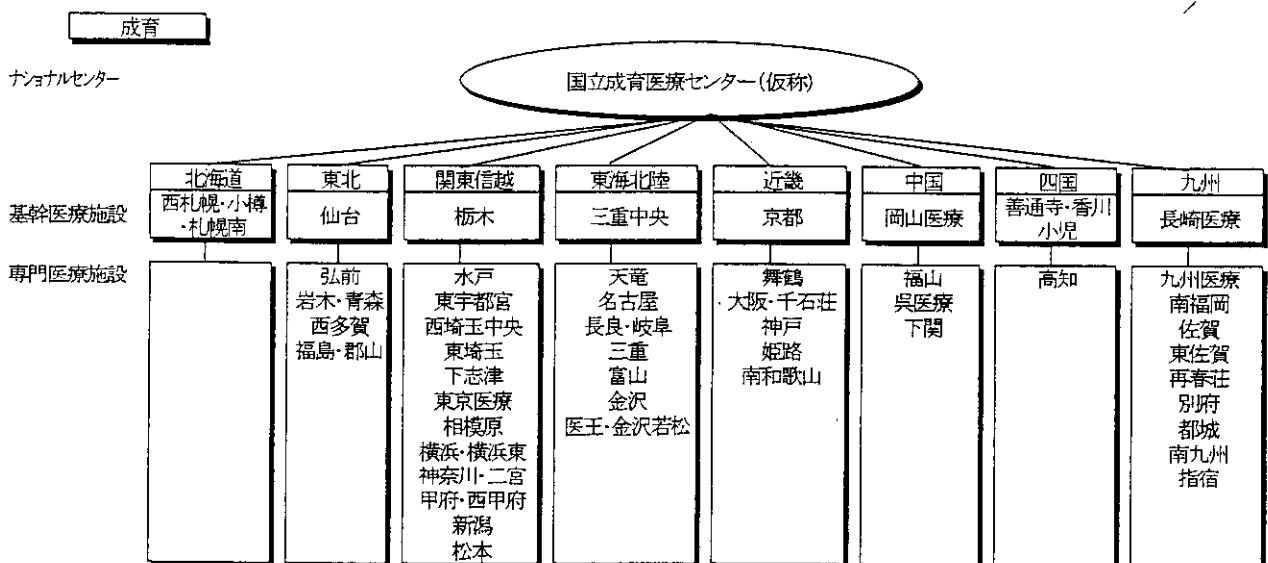 成育
ナショナルセンター
国立成育医療センター(仮称)
北海道
東北
関東信越
東海北陸
近畿
中国
四国
九州
基幹医療施設
西札幌・小樽
・札幌南
仙台
栃木
三重中央
京都
岡山医療
善通寺・香川
小児
長崎医療
専門医療施設
弘前
岩木・青森
西多賀
福島・郡山
水戸
東宇都宮
西埼玉中央
東埼玉
下志津
東京医療
相模原
横浜・横浜東
神奈川・二宮
甲府・西甲府
新潟
松本
天竜
名古屋
長良・岐阜
三重
富山
金沢
医王・金沢若松
舞鶴
大阪・千石荘
神戸
姫路
南和歌山
福山
呉医療
下関
高知
九州医療
南福岡
佐賀
東佐賀
再春荘
別府
都城
南九州
指宿